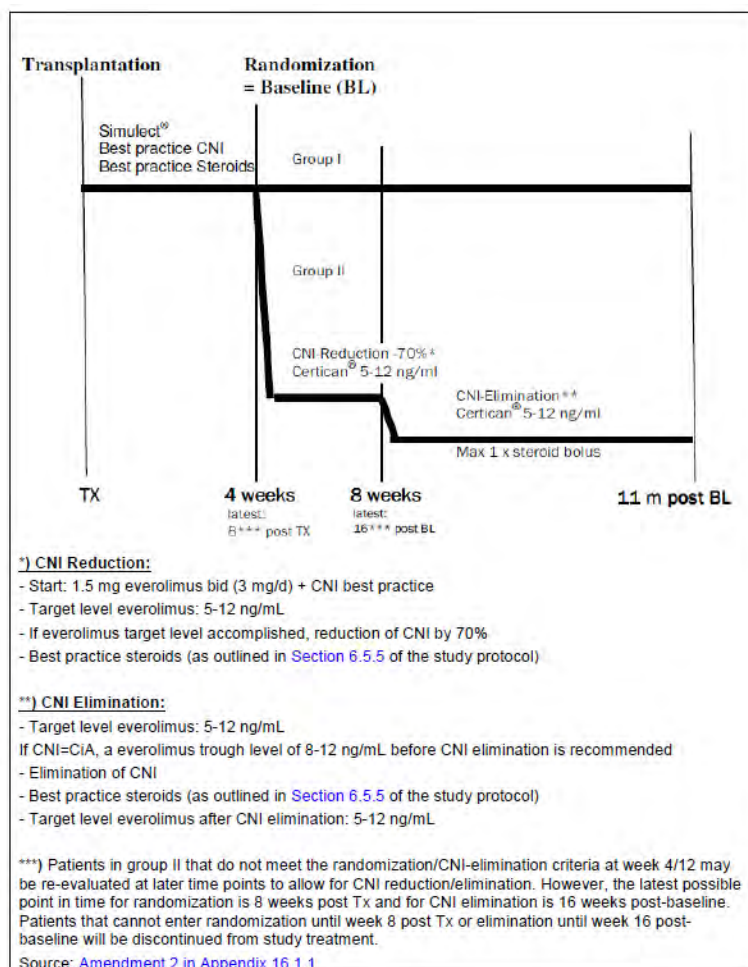 Transplantation
Randomization
= Baseline (BL)
Simulect®
Best practice CNI
Best practice Steroids
Group I
Group II
CNI-Reduction -70%*
Certican® 5-12 ng/ml
CNI-Elimination**
Certican® 5-12 ng/ml
Max 1 x steroid bolus
TX
4 weeks
latest:
8*** post TX
8 weeks
latest:
16*** post BL
11 m post BL
*) CNI Reduction:
- Start: 1.5 mg everolimus bid (3 mg/d) + CNI best practice
- Target level everolimus: 5-12 ng/mL
- If everolimus target level accomplished, reduction of CNI by 70%
- Best practice steroids (as outlined in Section 6.5.5 of the study protocol)
**) CNI Elimination:
- Target level everolimus: 5-12 ng/mL
If CNI=CiA, a everolimus trough level of 8-12 ng/mL before CNI elimination is recommended
- Elimination of CNI
- Best practice steroids (as outlined in Section 6.5.5 of the study protocol)
- Target level everolimus after CNI elimination: 5-12 ng/mL
***) Patients in group II that do not meet the randomization/CNI-elimination criteria at week 4/12 may
be re-evaluated at later time points to allow for CNI reduction/elimination. However, the latest possible
point in time for randomization is 8 weeks post Tx and for CNI elimination is 16 weeks post-baseline.
Patients that cannot enter randomization until week 8 post Tx or elimination until week 16 post-
baseline will be discontinued from study treatment.
Source: Amendment 2 in Appendix 16.1.1